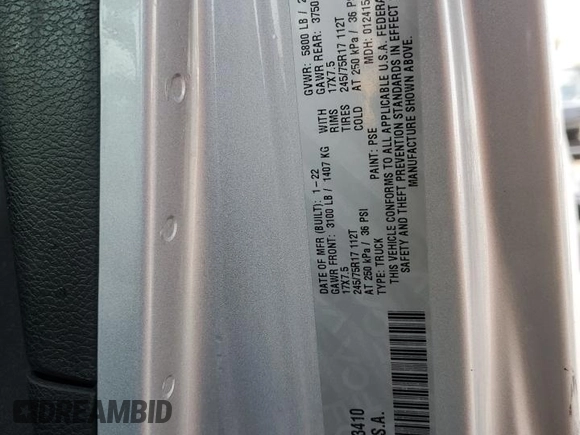 DATE OF MFR (BUILT): 1-22 GVWR: 5800 LB /
GAWR FRONT: 3100 LB / 1407 KG WITH GAWR REAR: 3750
17X7.5 RIMS 17X7.5
245/75R17 112T TIRES 245/75R17 112T
AT 250 kPa / 36 PSI COLD AT 250 kPa / 36 PSI
TYPE: TRUCK PAINT: PSE MDH: 012415
THIS VEHICLE CONFORMS TO ALL APPLICABLE U.S.A. FEDERAL
SAFETY AND THEFT PREVENTION STANDARDS IN EFFECT
MANUFACTURE SHOWN ABOVE.
3410
S.A.
DREAMBID